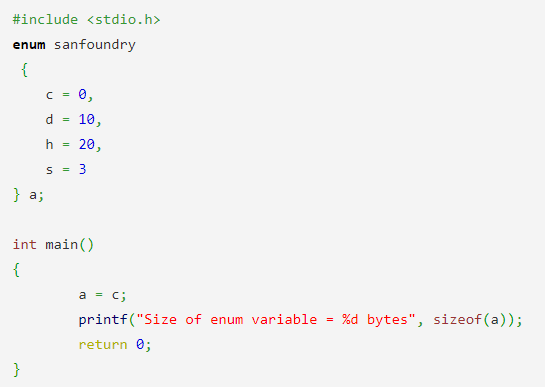 #include <stdio.h>
enum sanfoundry
 {
    c = 0,
    d = 10,
    h = 20,
    s = 3
} a;

int main()
{
        a = c;
        printf("Size of enum variable = %d bytes", sizeof(a));
        return 0;
}